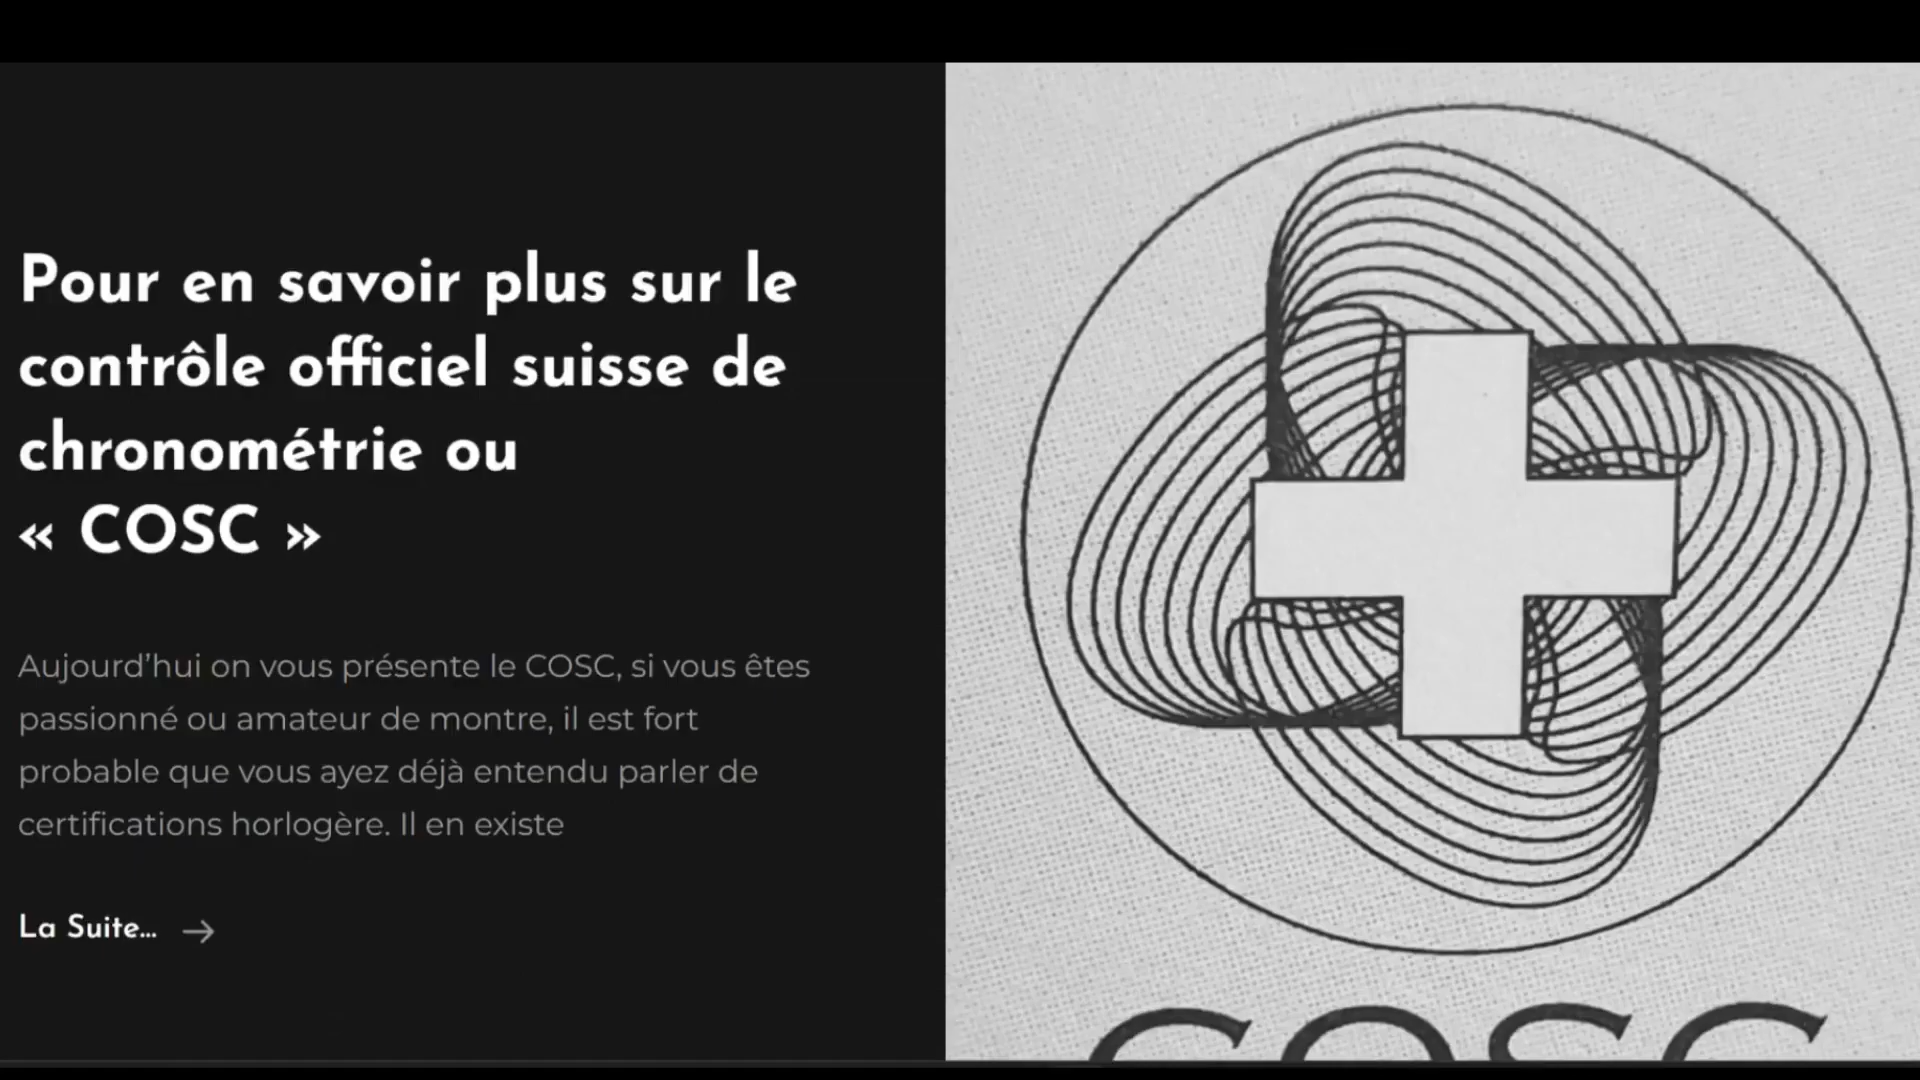 Pour en savoir plus sur le
contrôle officiel suisse de
chronométrie ou
« COSC »
Aujourd’hui on vous présente le COSC, si vous êtes
passionné ou amateur de montre, il est fort
probable que vous ayez déjà entendu parler de
certifications horlogère. Il en existe
La Suite...
COSC